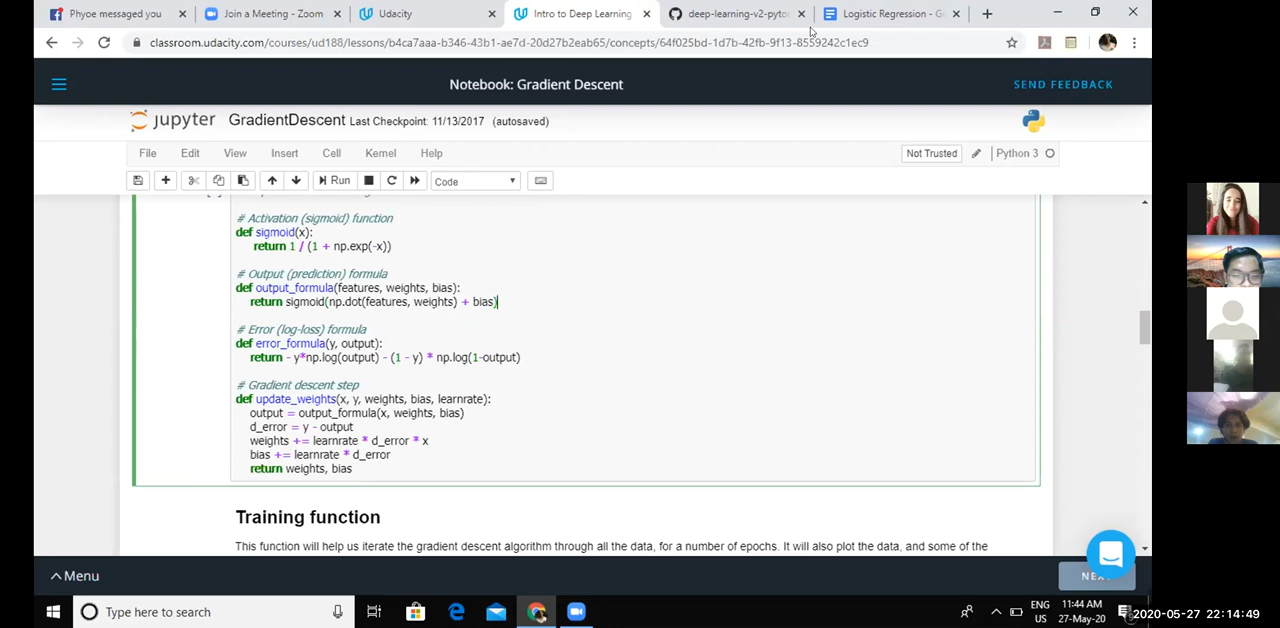 Phyoe messaged you
Join a Meeting - Zoom
Udacity
Intro to Deep Learning
deep-learning-v2-pyto
Logistic Regression - G
classroom.udacity.com/courses/ud188/lessons/b4ca7aaa-b346-43b1-ae7d-20d27b2eab65/concepts/64f025bd-1d7b-42fb-9f13-8559242c1ec9
Notebook: Gradient Descent
SEND FEEDBACK
jupyter GradientDescent Last Checkpoint: 11/13/2017 (autosaved)
File Edit View Insert Cell Kernel Help
Not Trusted
Python 3
Run
Code
# Activation (sigmoid) function
def sigmoid(x):
return 1 / (1 + np.exp(-x))
# Output (prediction) formula
def output_formula(features, weights, bias):
return sigmoid(np.dot(features, weights) + bias)
# Error (log-loss) formula
def error_formula(y, output):
return - y*np.log(output) - (1 - y) * np.log(1-output)
# Gradient descent step
def update_weights(x, y, weights, bias, learnrate):
output = output_formula(x, weights, bias)
d_error = y - output
weights += learnrate * d_error * x
bias += learnrate * d_error
return weights, bias
Training function
This function will help us iterate the gradient descent algorithm through all the data, for a number of epochs. It will also plot the data, and some of the
Menu
NEX
Type here to search
ENG
US
11:44 AM
27-May-20
2020-05-27 22:14:49